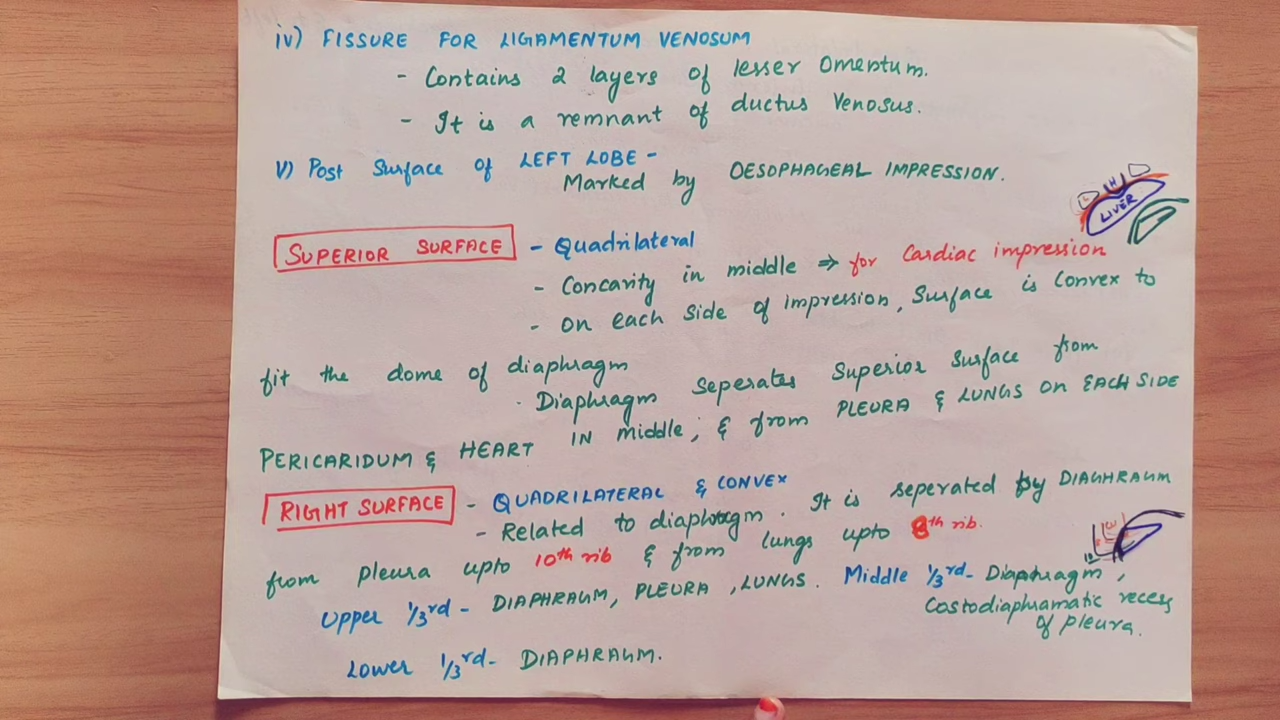 iv) FISSURE FOR LIGAMENTUM VENOSUM
- Contains 2 layers of lesser Omentum.
- It is a remnant of ductus Venosus.
V) Post Surface of LEFT LOBE -
Marked by OESOPHAGEAL IMPRESSION.
H
L
LIVER
SUPERIOR SURFACE - Quadrilateral
- Concavity in middle ⇒ for Cardiac impression
- on each side of impression, Surface is Convex to
fit the dome of diaphragm
- Diaphragm seperates Superior Surface from
PERICARIDUM & HEART IN middle; & from PLEURA & LUNGS ON EACH SIDE
RIGHT SURFACE - QUADRILATERAL & CONVEX
- Related to diaphragm. It is seperated by DIAGHRAGM
from pleura upto 10th rib & from lungs upto 8th rib.
Upper 1/3rd - DIAPHRAGM, PLEURA, LUNGS. Middle 1/3rd - Diaphragm,
Costodiaphramatic recess
of pleura.
Lower 1/3rd - DIAPHRAGM.